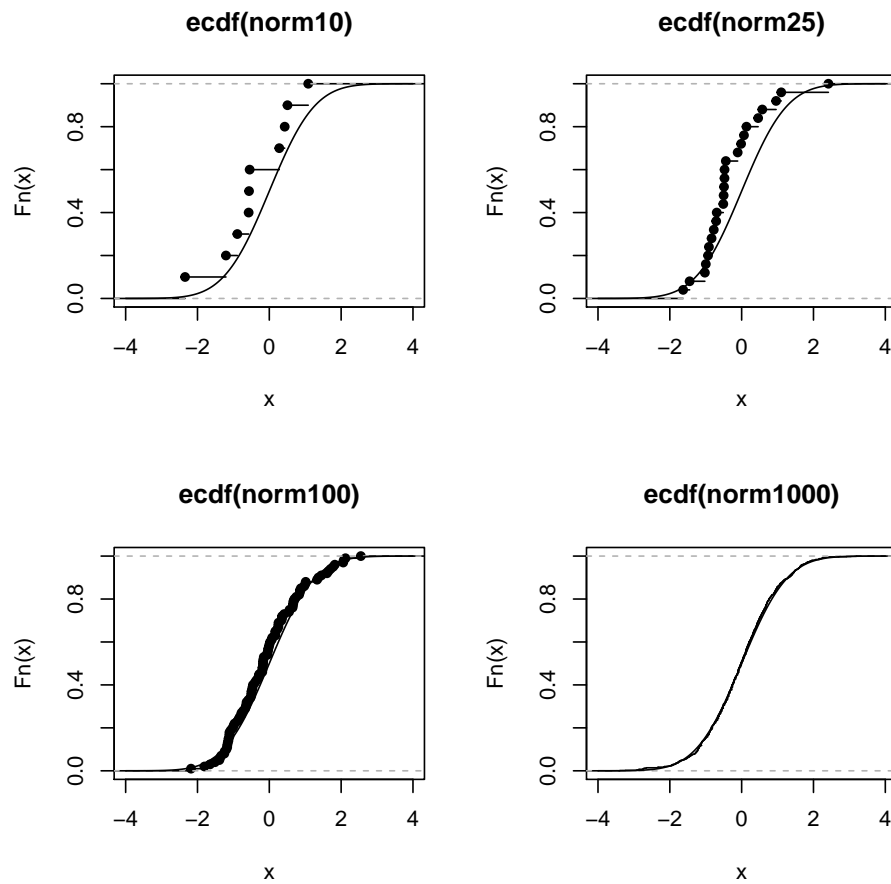 ecdf(norm10)
Fn(x)
0.0 0.4 0.8
−4 −2 0 2 4
x
ecdf(norm25)
Fn(x)
0.0 0.4 0.8
−4 −2 0 2 4
x
ecdf(norm100)
Fn(x)
0.0 0.4 0.8
−4 −2 0 2 4
x
ecdf(norm1000)
Fn(x)
0.0 0.4 0.8
−4 −2 0 2 4
x